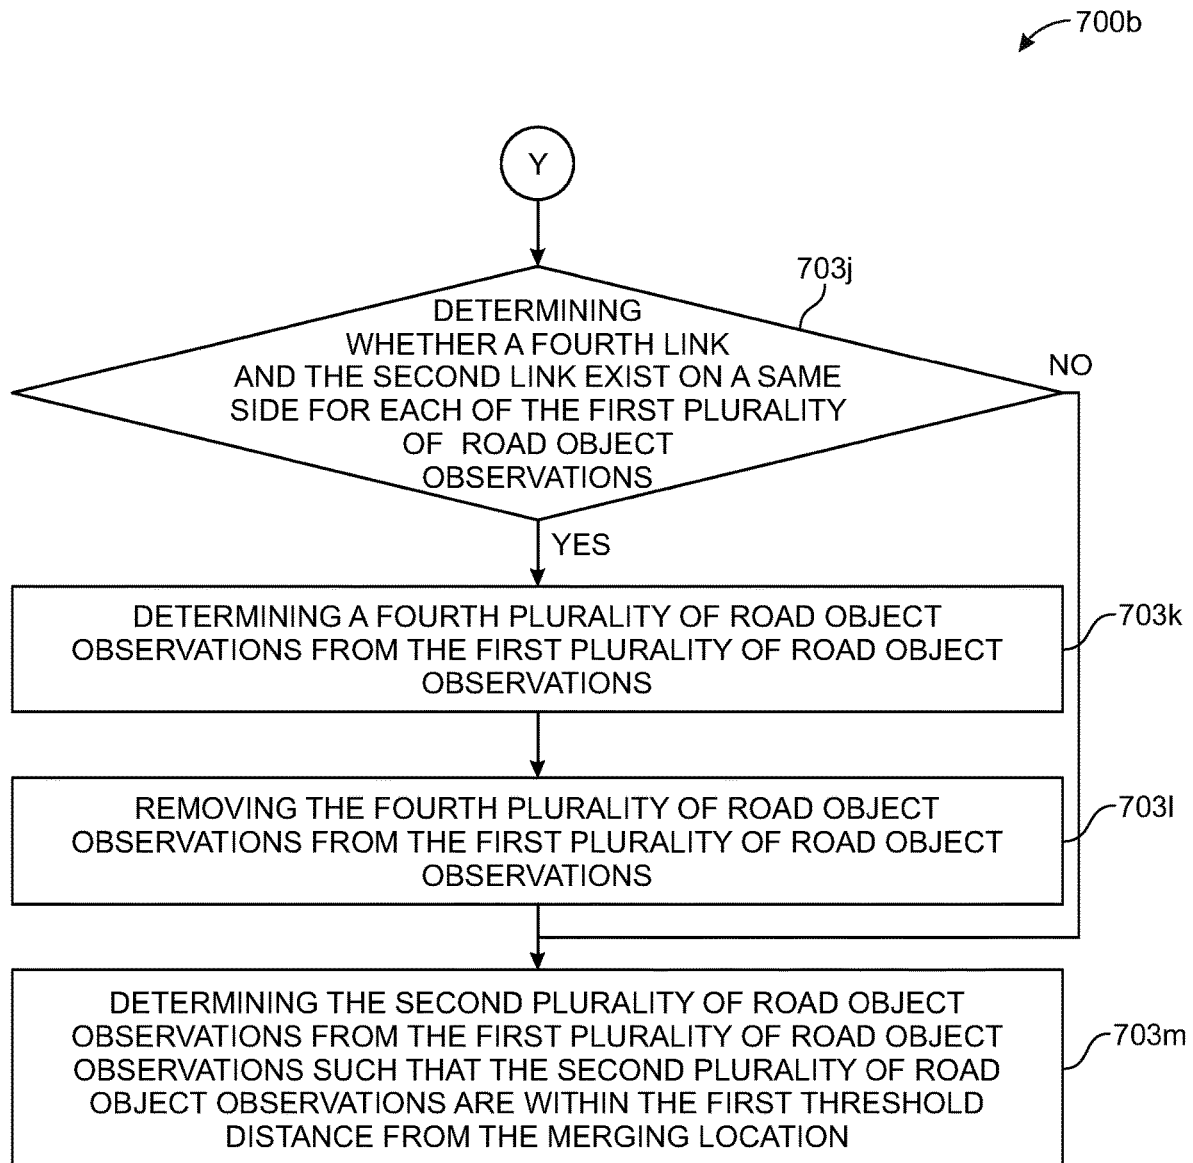 700b
Y
703j
DETERMINING
WHETHER A FOURTH LINK
AND THE SECOND LINK EXIST ON A SAME
SIDE FOR EACH OF THE FIRST PLURALITY
OF ROAD OBJECT
OBSERVATIONS
NO
YES
DETERMINING A FOURTH PLURALITY OF ROAD OBJECT
OBSERVATIONS FROM THE FIRST PLURALITY OF ROAD OBJECT
OBSERVATIONS
703k
REMOVING THE FOURTH PLURALITY OF ROAD OBJECT
OBSERVATIONS FROM THE FIRST PLURALITY OF ROAD OBJECT
OBSERVATIONS
703l
DETERMINING THE SECOND PLURALITY OF ROAD OBJECT
OBSERVATIONS FROM THE FIRST PLURALITY OF ROAD OBJECT
OBSERVATIONS SUCH THAT THE SECOND PLURALITY OF ROAD
OBJECT OBSERVATIONS ARE WITHIN THE FIRST THRESHOLD
DISTANCE FROM THE MERGING LOCATION
703m